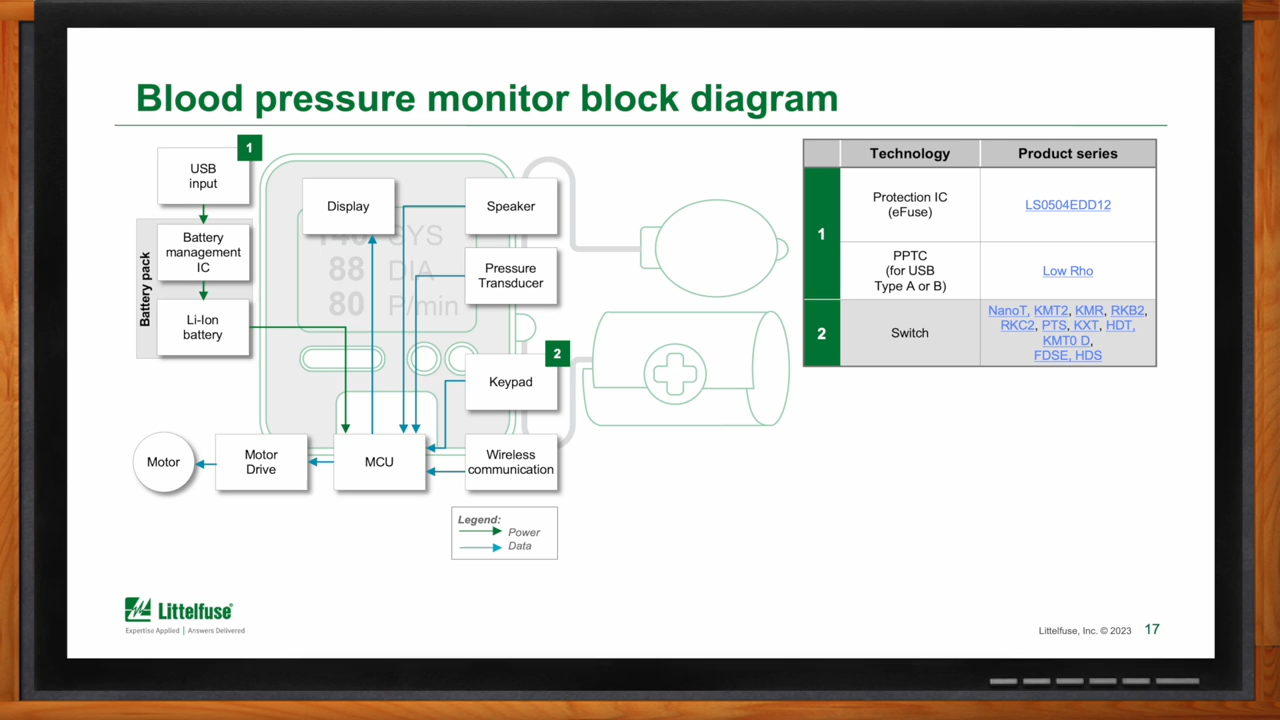 Blood pressure monitor block diagram
1
USB
input
Battery pack
Battery
management
IC
Li-Ion
battery
Display
140 SYS
88 DIA
80 P/min
Speaker
Pressure
Transducer
2
Keypad
Wireless
communication
MCU
Motor
Drive
Motor
Legend:
Power
Data
Technology Product series
1
Protection IC
(eFuse)
LS0504EDD12
PPTC
(for USB
Type A or B)
Low Rho
2
Switch
NanoT, KMT2, KMR, RKB2,
RKC2, PTS, KXT, HDT,
KMT0 D,
FDSE, HDS
Littelfuse®
Expertise Applied | Answers Delivered
Littelfuse, Inc. © 2023 17